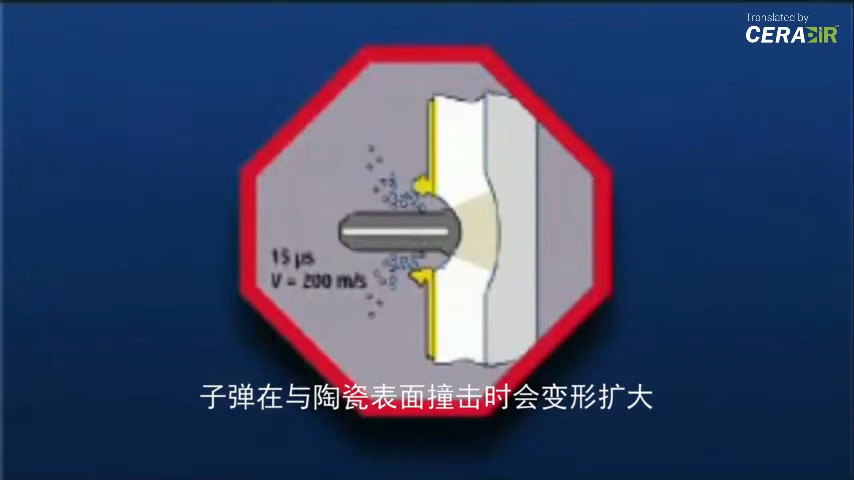 Translated by
CERADIR
15 µs
V = 200 m/s
子弹在与陶瓷表面撞击时会变形扩大